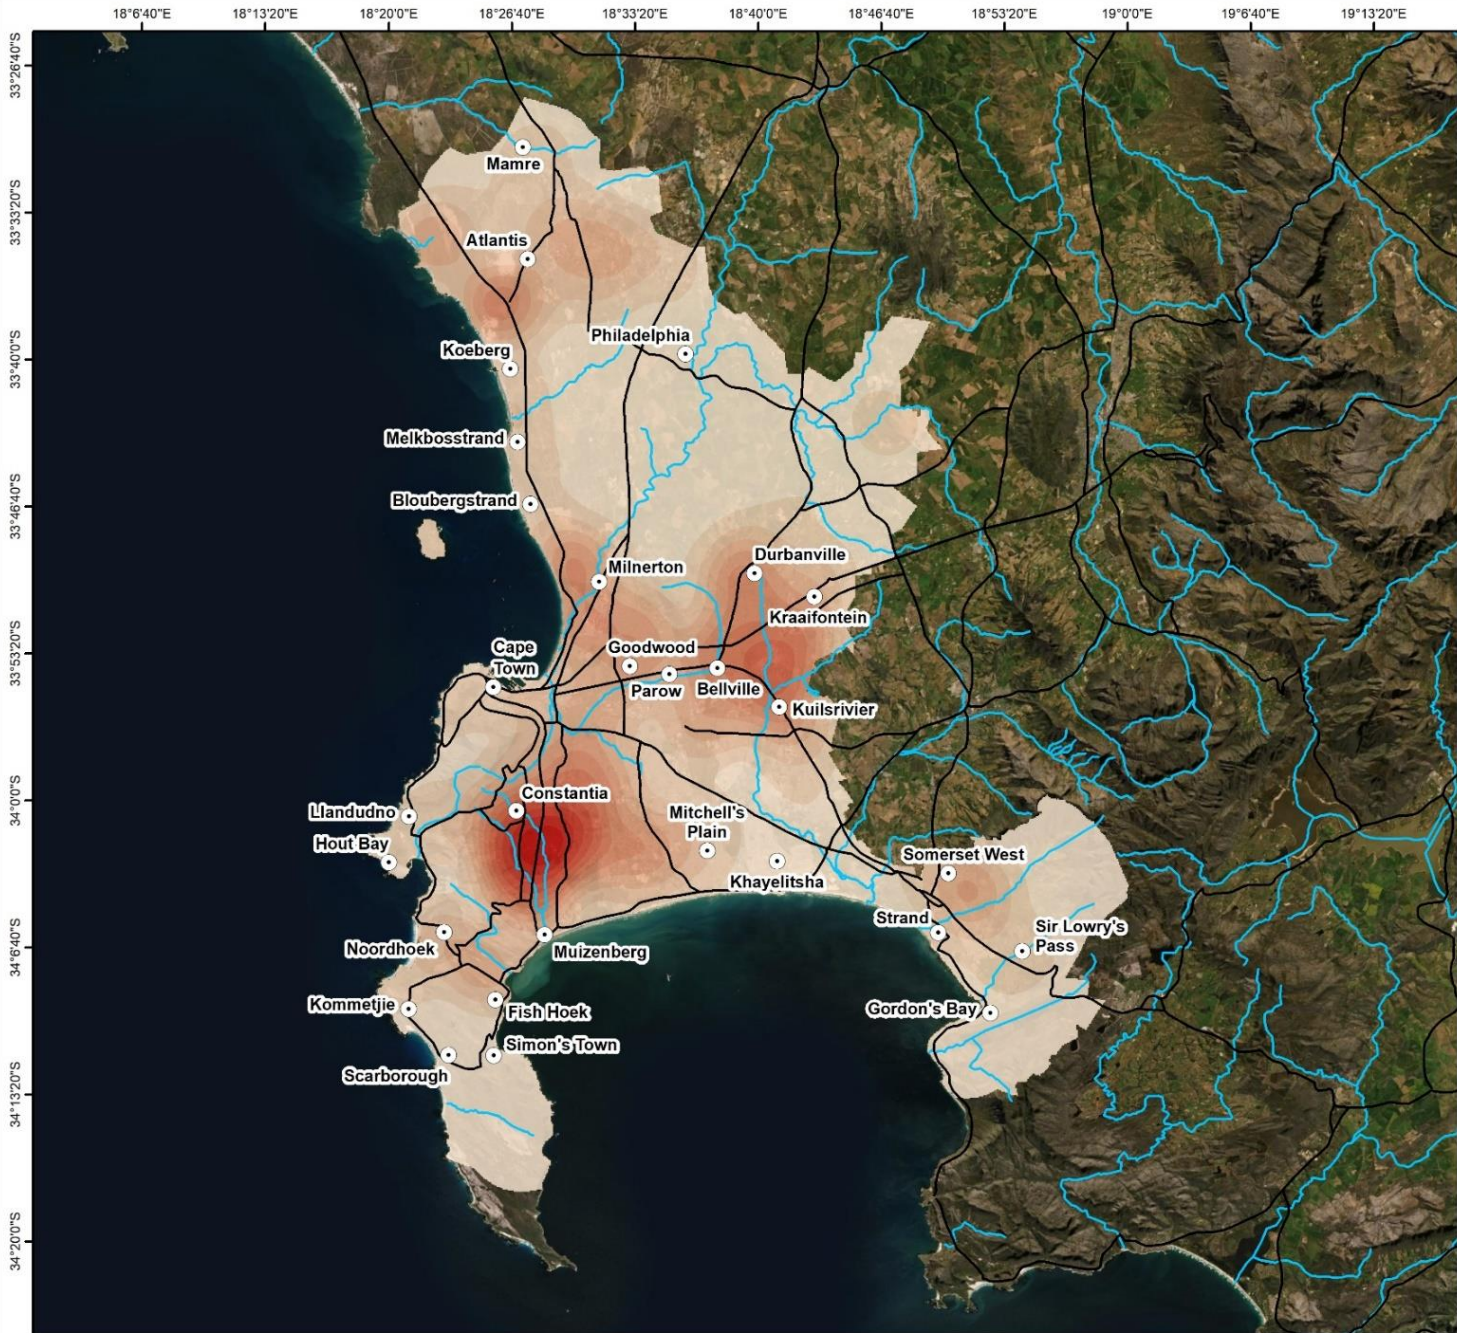 18°6'40"E
18°13'20"E
18°20'0"E
18°26'40"E
18°33'20"E
18°40'0"E
18°46'40"E
18°53'20"E
19°0'0"E
19°6'40"E
19°13'20"E
33°26'40"S
33°33'20"S
33°40'0"S
33°46'40"S
33°53'20"S
34°0'0"S
34°6'40"S
34°13'20"S
34°20'0"S
Mamre
Atlantis
Philadelphia
Koeberg
Melkbosstrand
Bloubergstrand
Durbanville
Milnerton
Kraaifontein
Cape
Town
Goodwood
Parow
Bellville
Kuilsrivier
Constantia
Llandudno
Mitchell's
Plain
Hout Bay
Somerset West
Khayelitsha
Strand
Sir Lowry's
Pass
Noordhoek
Muizenberg
Kommetjie
Fish Hoek
Gordon's Bay
Simon's Town
Scarborough